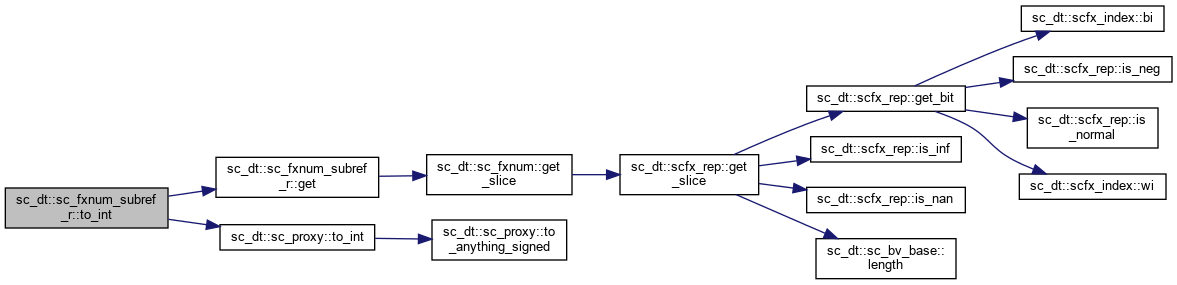 sc_dt::sc_fxnum_subref
_r::to_int
sc_dt::sc_fxnum_subref
_r::get
sc_dt::sc_proxy::to_int
sc_dt::sc_fxnum::get
_slice
sc_dt::sc_proxy::to
_anything_signed
sc_dt::scfx_rep::get
_slice
sc_dt::scfx_rep::get_bit
sc_dt::scfx_rep::is_inf
sc_dt::scfx_rep::is_nan
sc_dt::sc_bv_base::
length
sc_dt::scfx_index::bi
sc_dt::scfx_rep::is_neg
sc_dt::scfx_rep::is
_normal
sc_dt::scfx_index::wi